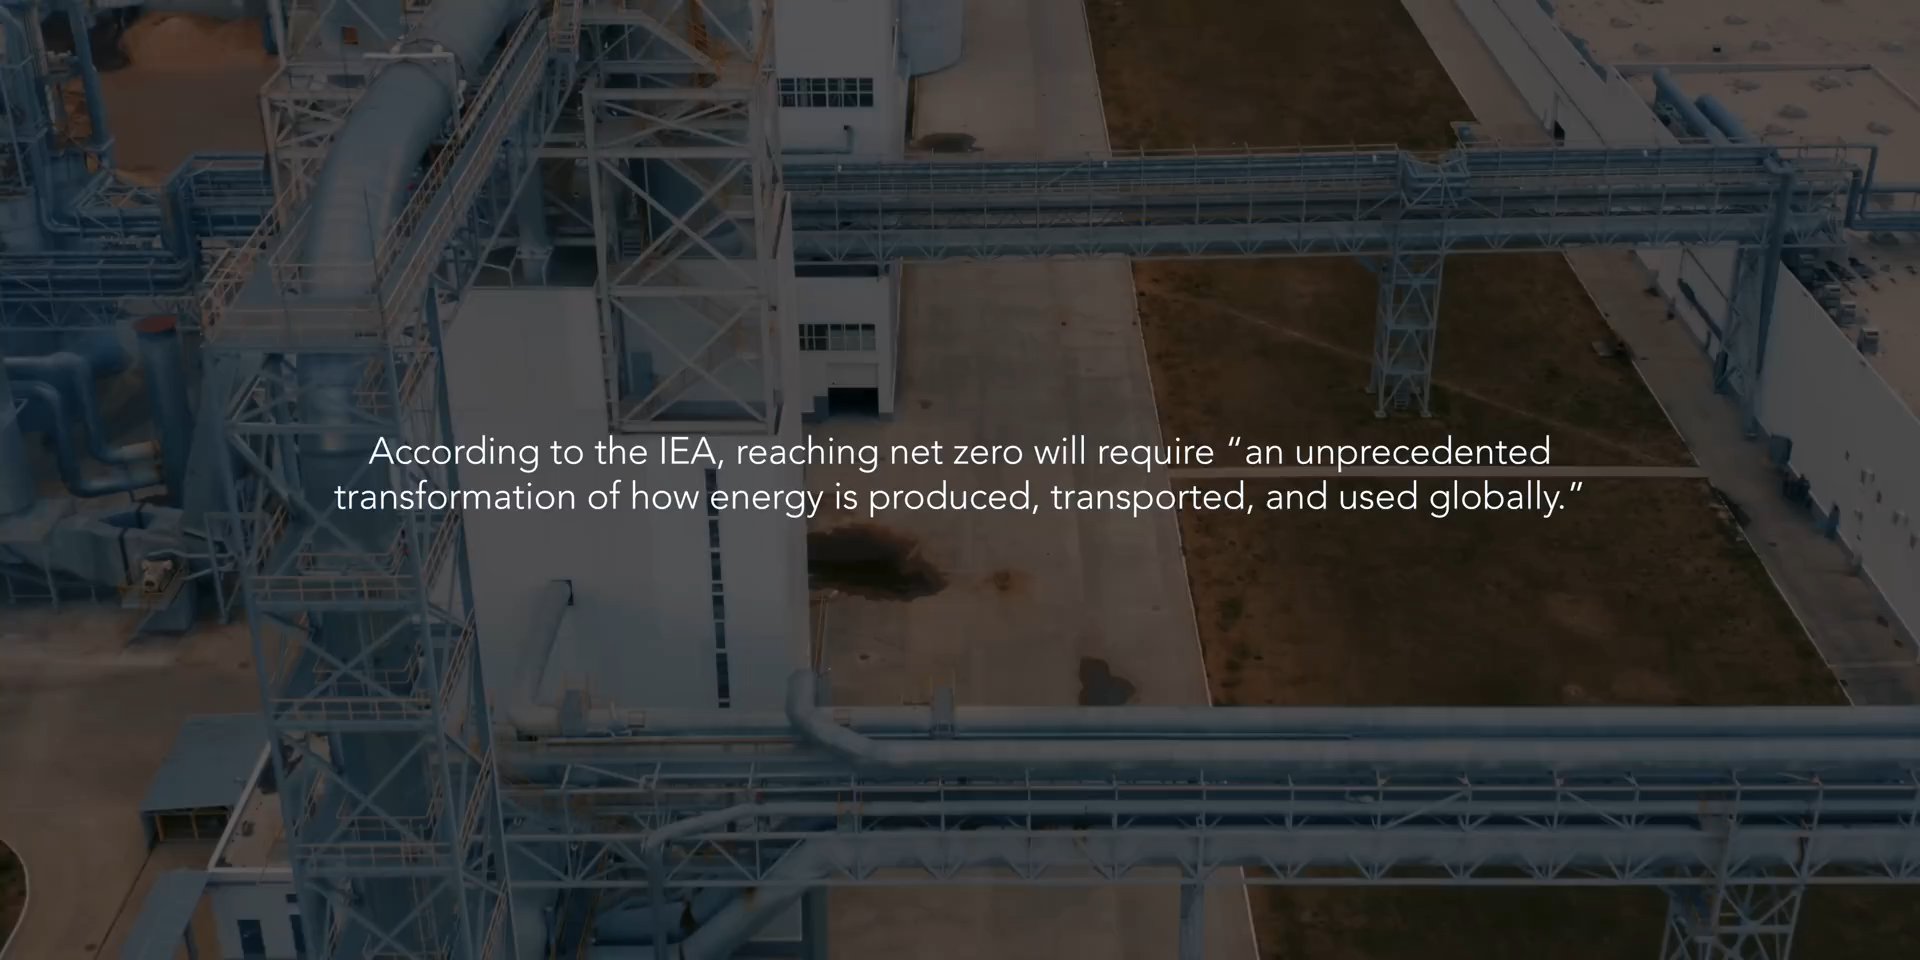 According to the IEA, reaching net zero will require “an unprecedented
transformation of how energy is produced, transported, and used globally.”